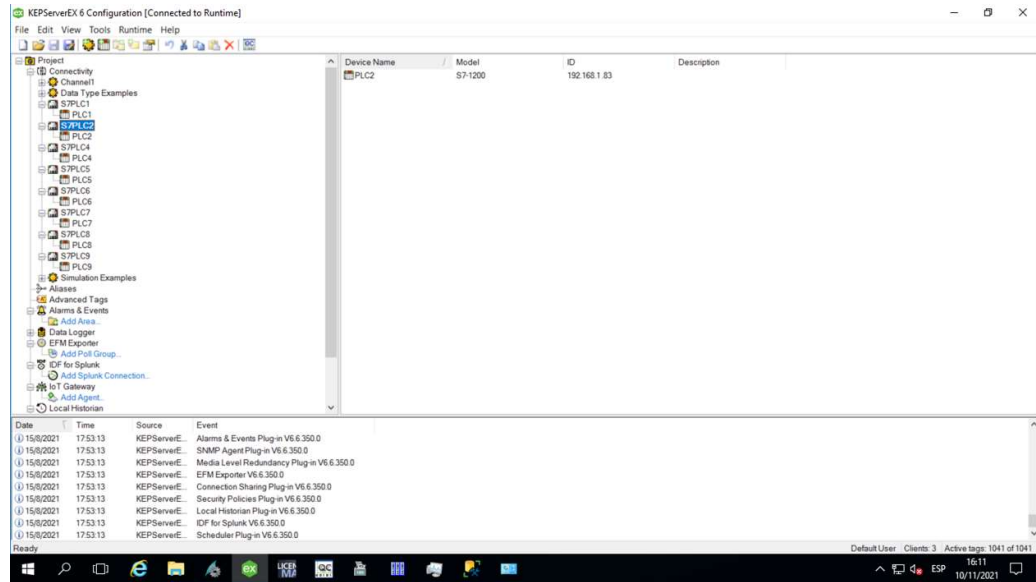 KEPServerEX 6 Configuration [Connected to Runtime]
File Edit View Tools Runtime Help
Project
Connectivity
Channel1
Data Type Examples
S7PLC1
PLC1
S7PLC2
PLC2
S7PLC4
PLC4
S7PLC5
PLC5
S7PLC6
PLC6
S7PLC7
PLC7
S7PLC8
PLC8
S7PLC9
PLC9
Simulation Examples
Aliases
Advanced Tags
Alarms & Events
Add Area...
Data Logger
EFM Exporter
Add Poll Group...
IDF for Splunk
Add Splunk Connection...
IoT Gateway
Add Agent...
Local Historian
Device Name Model ID Description
PLC2 S7-1200 192.168.1.83
Date Time Source Event
15/8/2021 17:53:13 KEPServerE... Alarms & Events Plug-in V6.6.350.0
15/8/2021 17:53:13 KEPServerE... SNMP Agent Plug-in V6.6.350.0
15/8/2021 17:53:13 KEPServerE... Media Level Redundancy Plug-in V6.6.350.0
15/8/2021 17:53:13 KEPServerE... EFM Exporter V6.6.350.0
15/8/2021 17:53:13 KEPServerE... Connection Sharing Plug-in V6.6.350.0
15/8/2021 17:53:13 KEPServerE... Security Policies Plug-in V6.6.350.0
15/8/2021 17:53:13 KEPServerE... Local Historian Plug-in V6.6.350.0
15/8/2021 17:53:13 KEPServerE... IDF for Splunk V6.6.350.0
15/8/2021 17:53:13 KEPServerE... Scheduler Plug-in V6.6.350.0
Ready Default User Clients: 3 Active tags: 1041 of 1041
ex
QC
ESP
16:11
10/11/2021